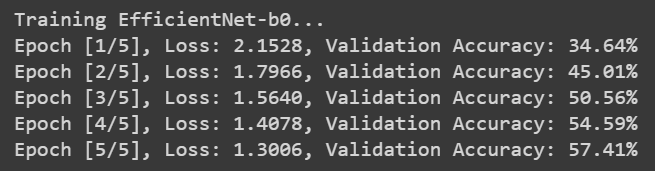 Training EfficientNet-b0...
Epoch [1/5], Loss: 2.1528, Validation Accuracy: 34.64%
Epoch [2/5], Loss: 1.7966, Validation Accuracy: 45.01%
Epoch [3/5], Loss: 1.5640, Validation Accuracy: 50.56%
Epoch [4/5], Loss: 1.4078, Validation Accuracy: 54.59%
Epoch [5/5], Loss: 1.3006, Validation Accuracy: 57.41%